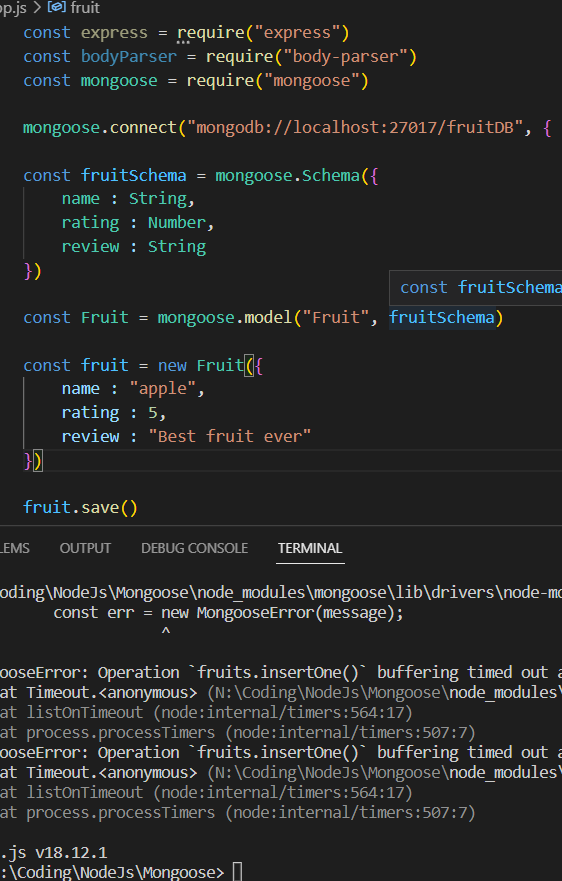 pp.js > fruit
const express = require("express")
const bodyParser = require("body-parser")
const mongoose = require("mongoose")
mongoose.connect("mongodb://localhost:27017/fruitDB", {
const fruitSchema = mongoose.Schema({
name : String,
rating : Number,
review : String
})
const fruitSchema
const Fruit = mongoose.model("Fruit", fruitSchema)
const fruit = new Fruit({
name : "apple",
rating : 5,
review : "Best fruit ever"
})
fruit.save()
LEMS OUTPUT DEBUG CONSOLE TERMINAL
oding\NodeJs\Mongoose\node_modules\mongoose\lib\drivers\node-mo
const err = new MongooseError(message);
^
ooseError: Operation `fruits.insertOne()` buffering timed out a
at Timeout.<anonymous> (N:\Coding\NodeJs\Mongoose\node_modules\
at listOnTimeout (node:internal/timers:564:17)
at process.processTimers (node:internal/timers:507:7)
ooseError: Operation `fruits.insertOne()` buffering timed out a
at Timeout.<anonymous> (N:\Coding\NodeJs\Mongoose\node_modules\
at listOnTimeout (node:internal/timers:564:17)
at process.processTimers (node:internal/timers:507:7)
.js v18.12.1
:\Coding\NodeJs\Mongoose>